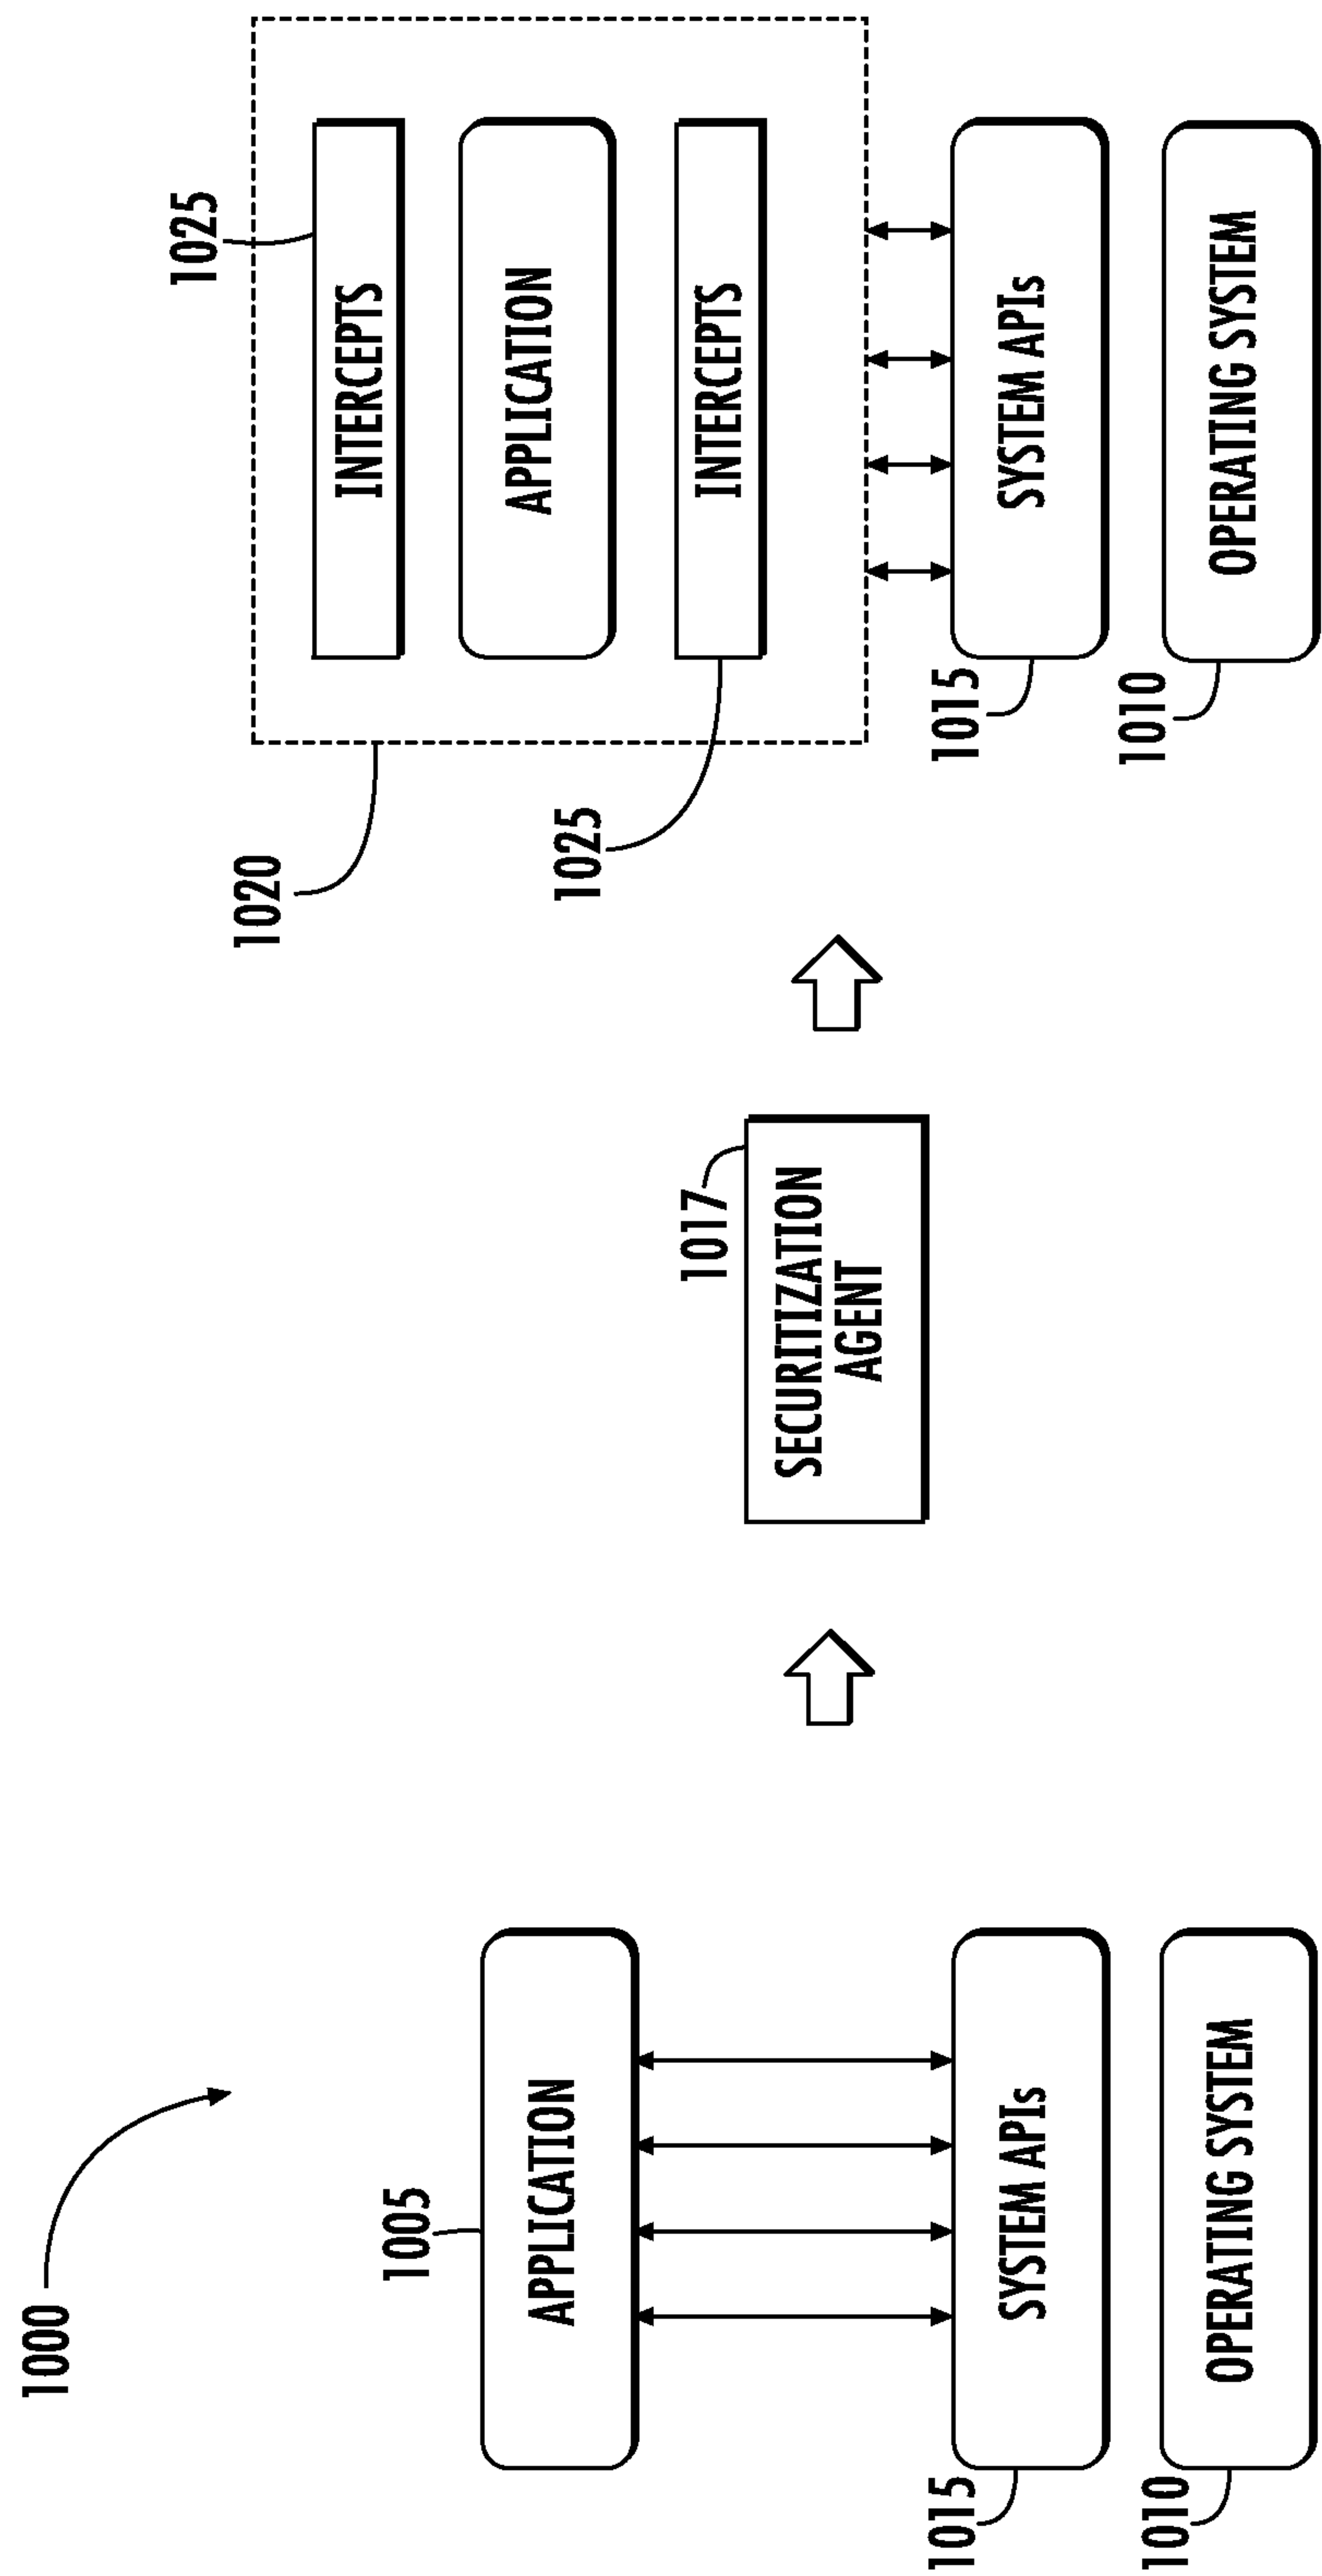 1000
1005
APPLICATION
SYSTEM APIs
1015
OPERATING SYSTEM
1010
1017
SECURITIZATION
AGENT
1020
1025
INTERCEPTS
APPLICATION
INTERCEPTS
1025
SYSTEM APIs
1015
OPERATING SYSTEM
1010